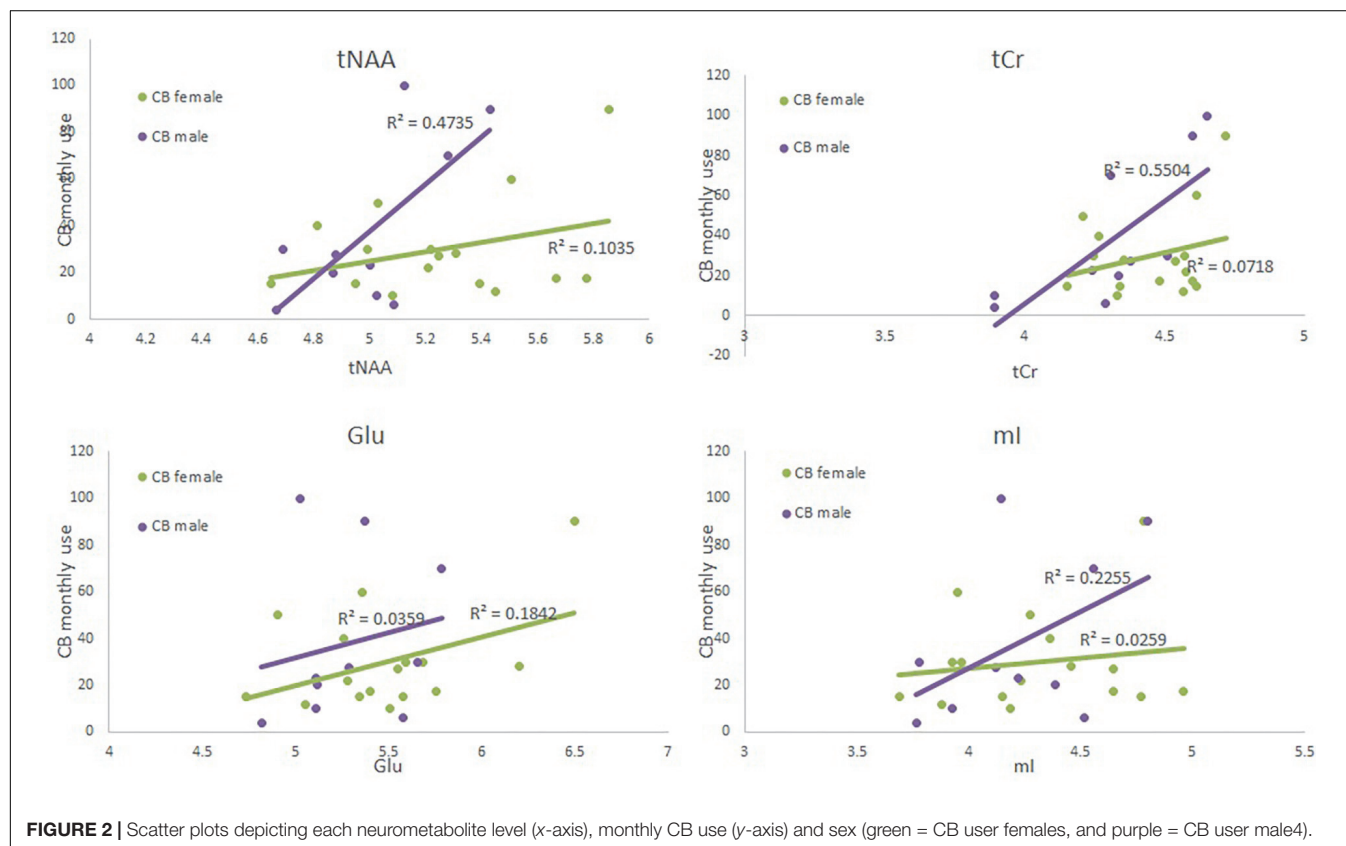 tNAA
120
100
80
60
40
20
0
CB monthly use
CB female
CB male
R² = 0.4735
R² = 0.1035
4 4.2 4.4 4.6 4.8 5 5.2 5.4 5.6 5.8 6
tNAA
tCr
120
100
80
60
40
20
0
-20
CB monthly use
CB female
CB male
R² = 0.5504
R² = 0.0718
3 3.5 4 4.5 5
tCr
Glu
120
100
80
60
40
20
0
CB monthly use
CB female
CB male
R² = 0.0359
R² = 0.1842
4 4.5 5 5.5 6 6.5 7
Glu
mI
120
100
80
60
40
20
0
CB monthly use
CB female
CB male
R² = 0.2255
R² = 0.0259
3 3.5 4 4.5 5 5.5
mI
FIGURE 2 | Scatter plots depicting each neurometabolite level (x-axis), monthly CB use (y-axis) and sex (green = CB user females, and purple = CB user male4).